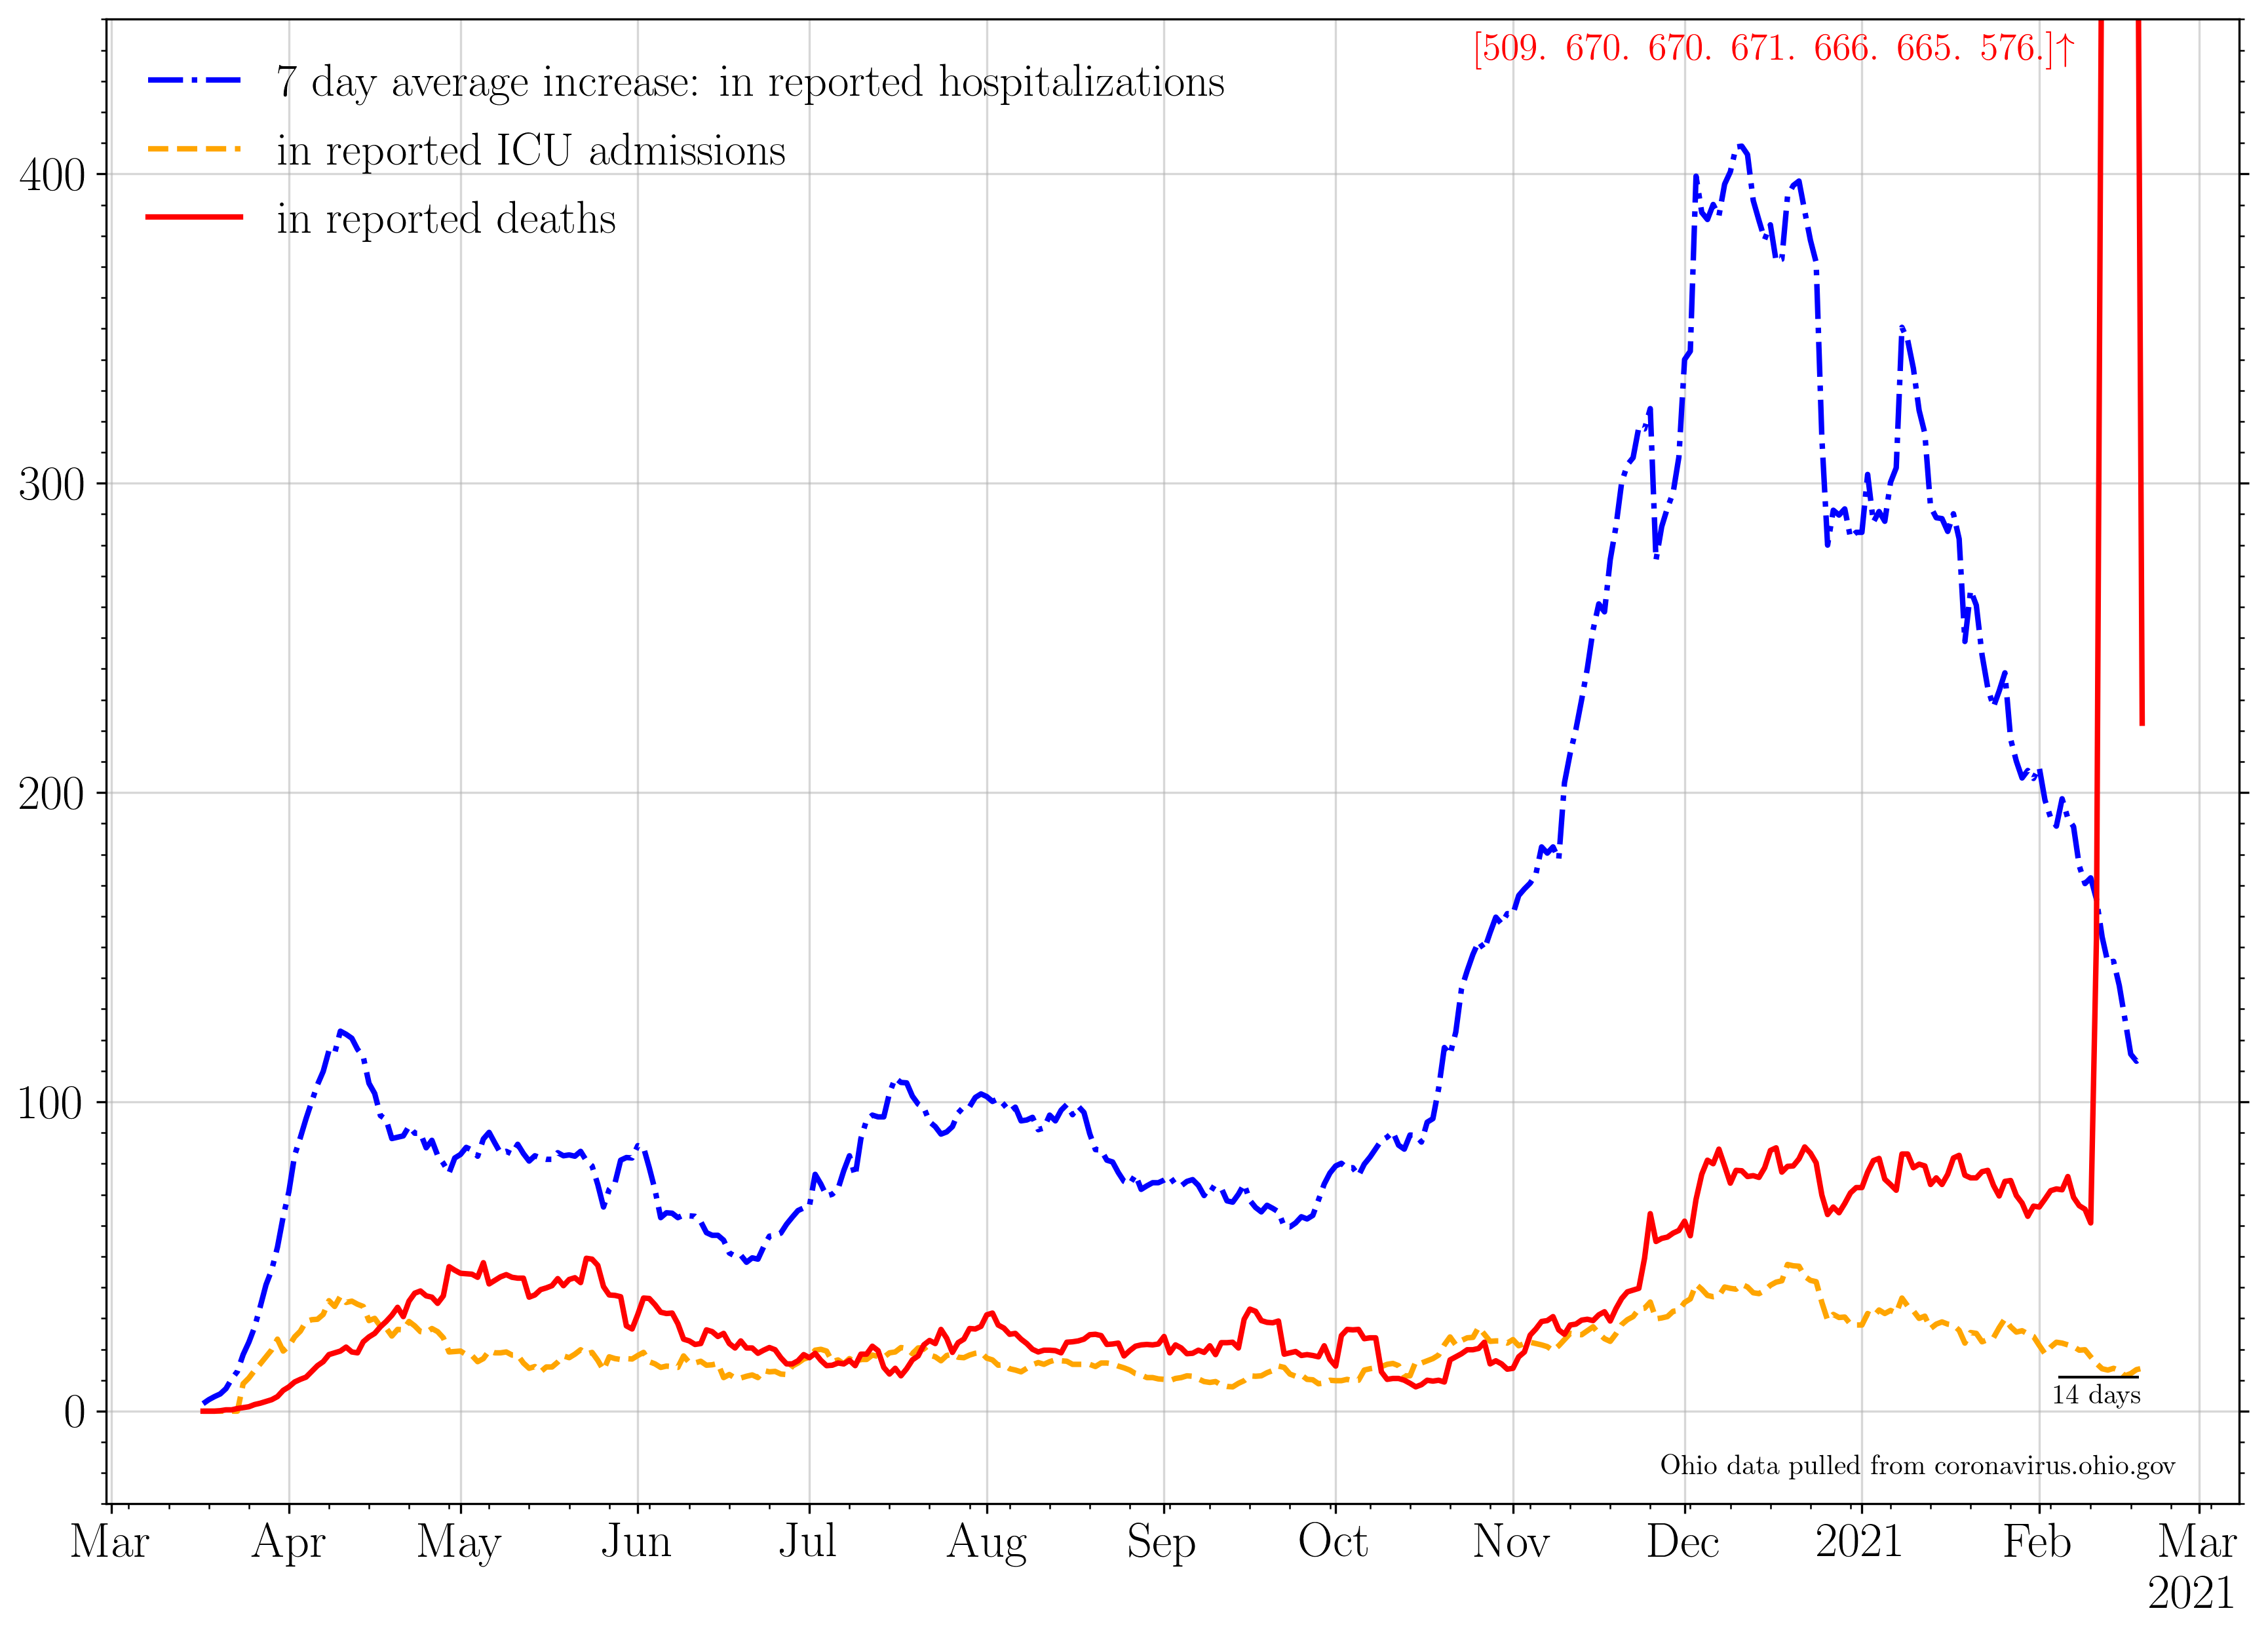 [509. 670. 670. 671. 666. 665. 576.]↑
7 day average increase: in reported hospitalizations
in reported ICU admissions
in reported deaths
400
300
200
100
0
14 days
Ohio data pulled from coronavirus.ohio.gov
Mar Apr May Jun Jul Aug Sep Oct Nov Dec 2021 Feb Mar
2021